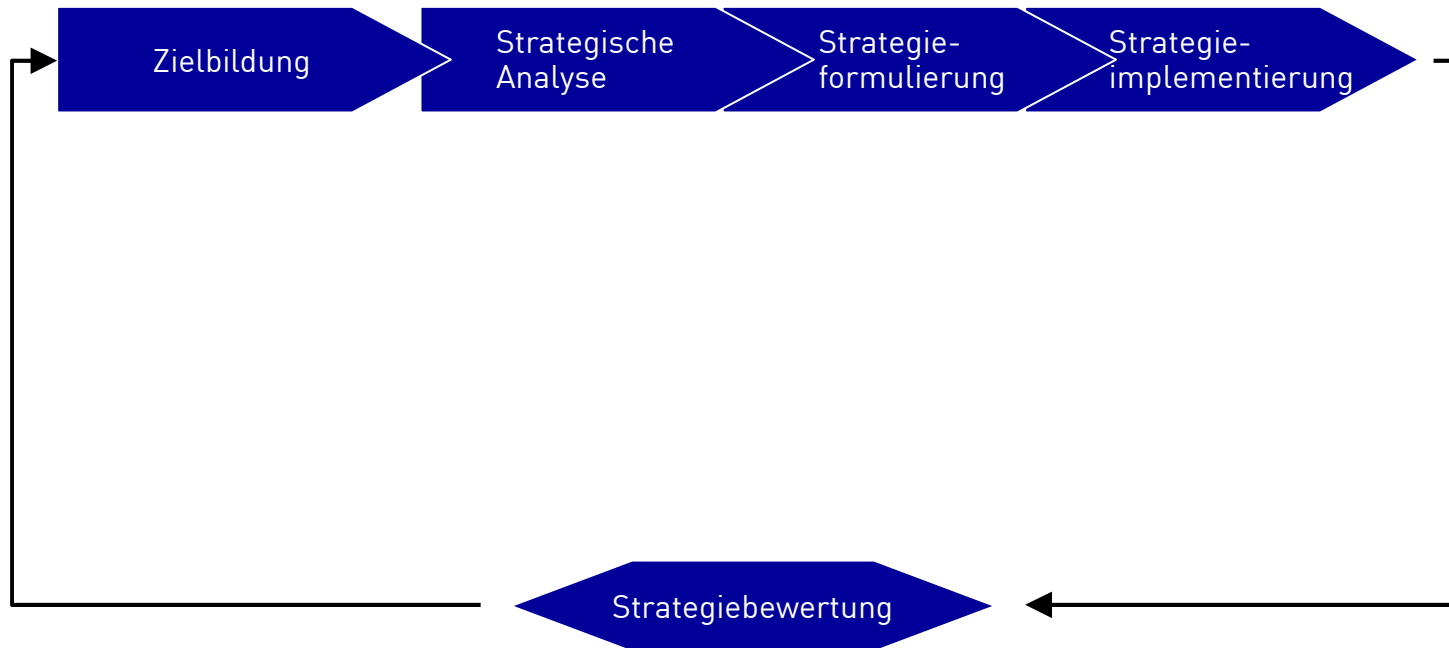 Zielbildung
Strategische
Analyse
Strategie-
formulierung
Strategie-
implementierung
Strategiebewertung